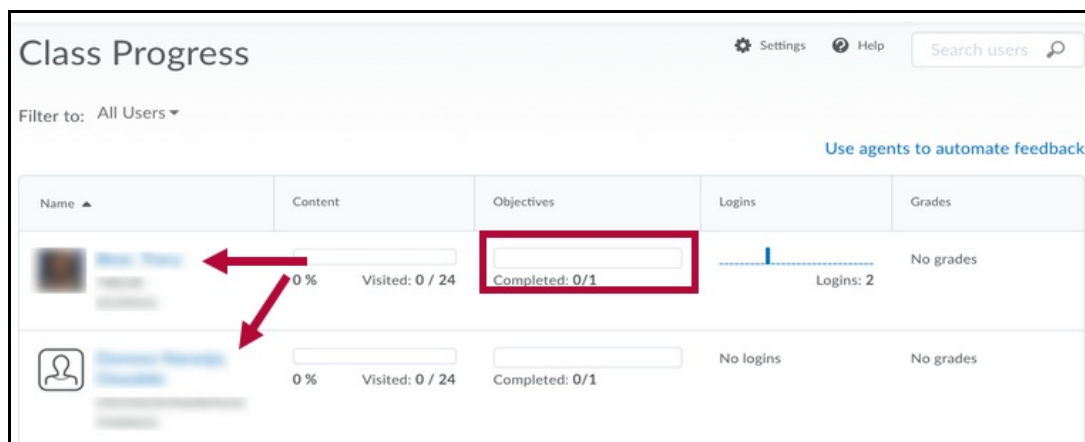 Class Progress
Settings
Help
Search users
Filter to: All Users
Use agents to automate feedback
Name
Content
Objectives
Logins
Grades
0 %
Visited: 0 / 24
Completed: 0/1
Logins: 2
No grades
0 %
Visited: 0 / 24
Completed: 0/1
No logins
No grades